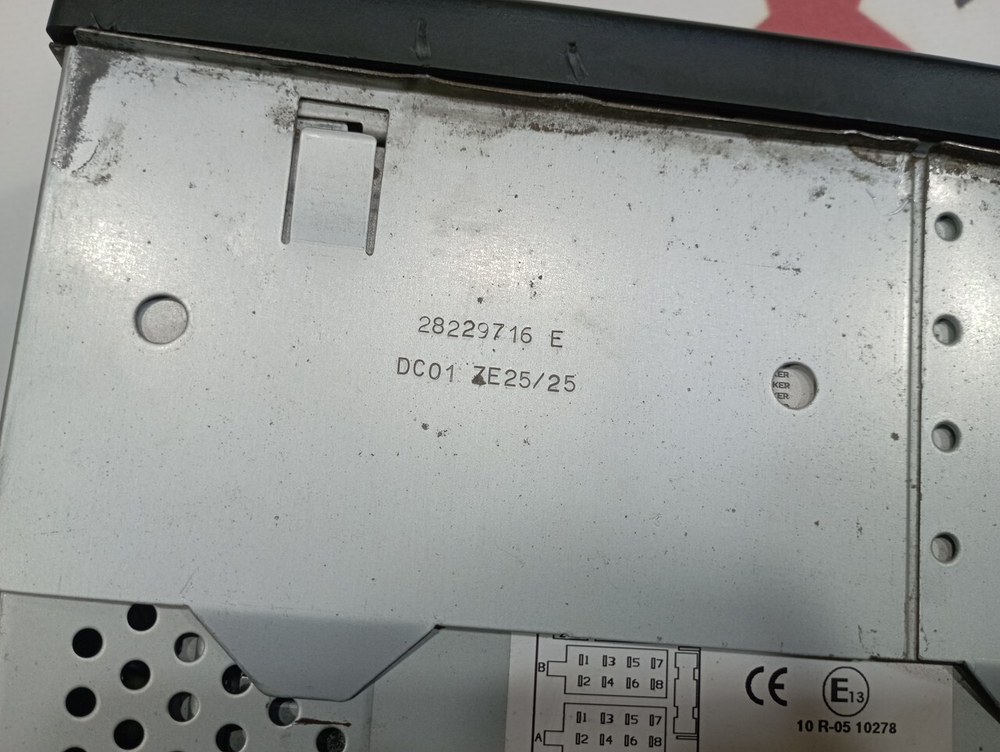 28229716 E
DC01 ZE25/25
KER
B 1 3 5 7
2 4 6 8
CE E13
10 R-05 10278
1 3 5 7
A 2 4 6 8